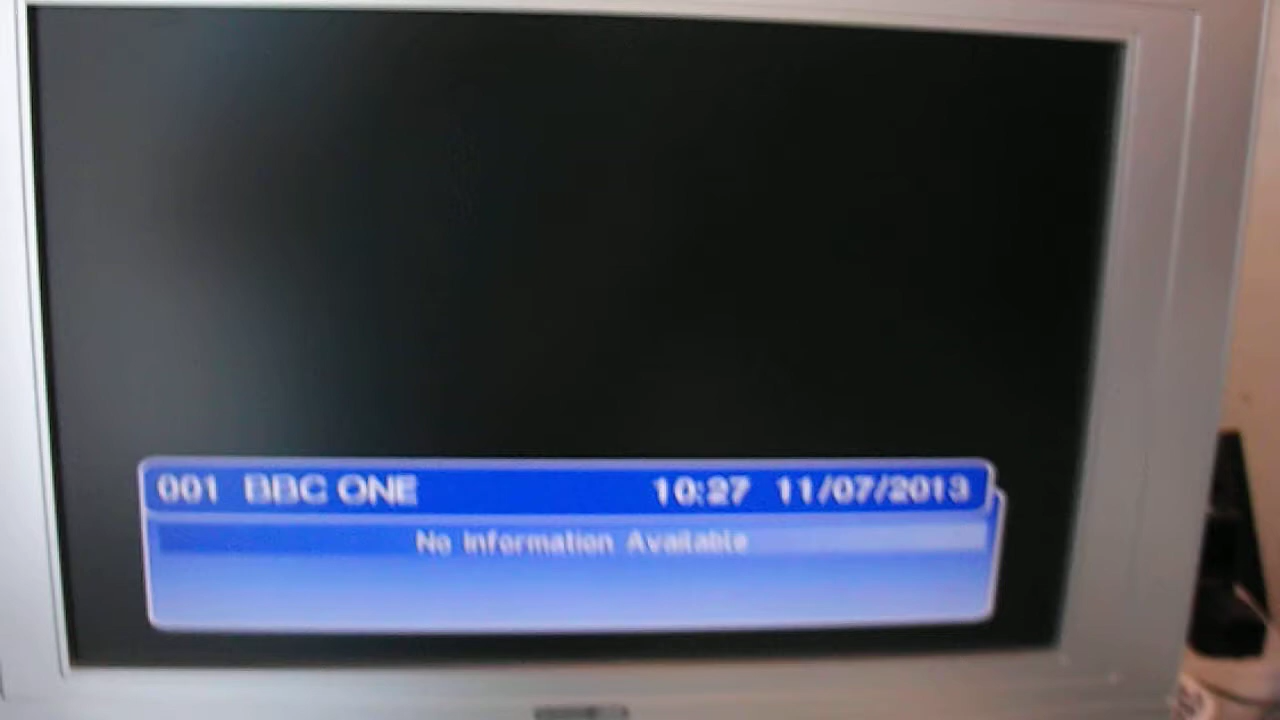 001 BBC ONE 10:27 11/07/2013
No Information Available